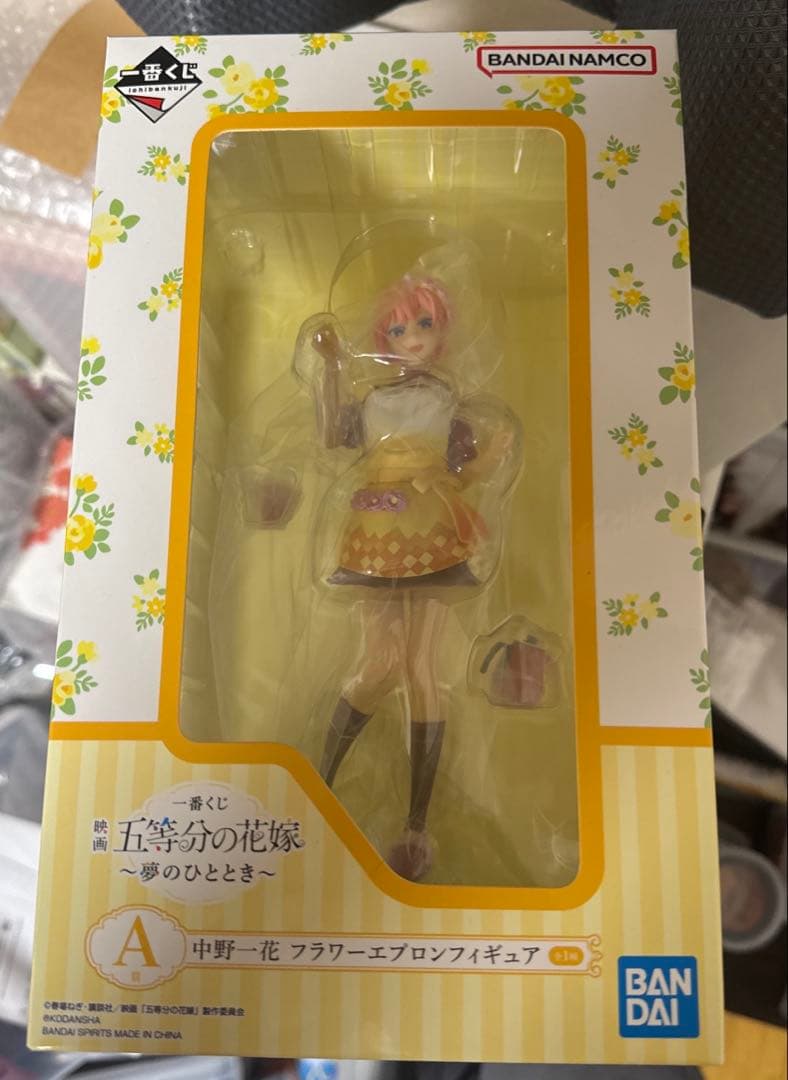 一番くじ
ichibankuji
BANDAI NAMCO
一番くじ
映画 五等分の花嫁
～夢のひととき～
A賞 中野一花 フラワーエプロンフィギュア 全1種
©春場ねぎ・講談社／映画「五等分の花嫁」製作委員会
®KODANSHA
BANDAI SPIRITS MADE IN CHINA
BAN
DAI